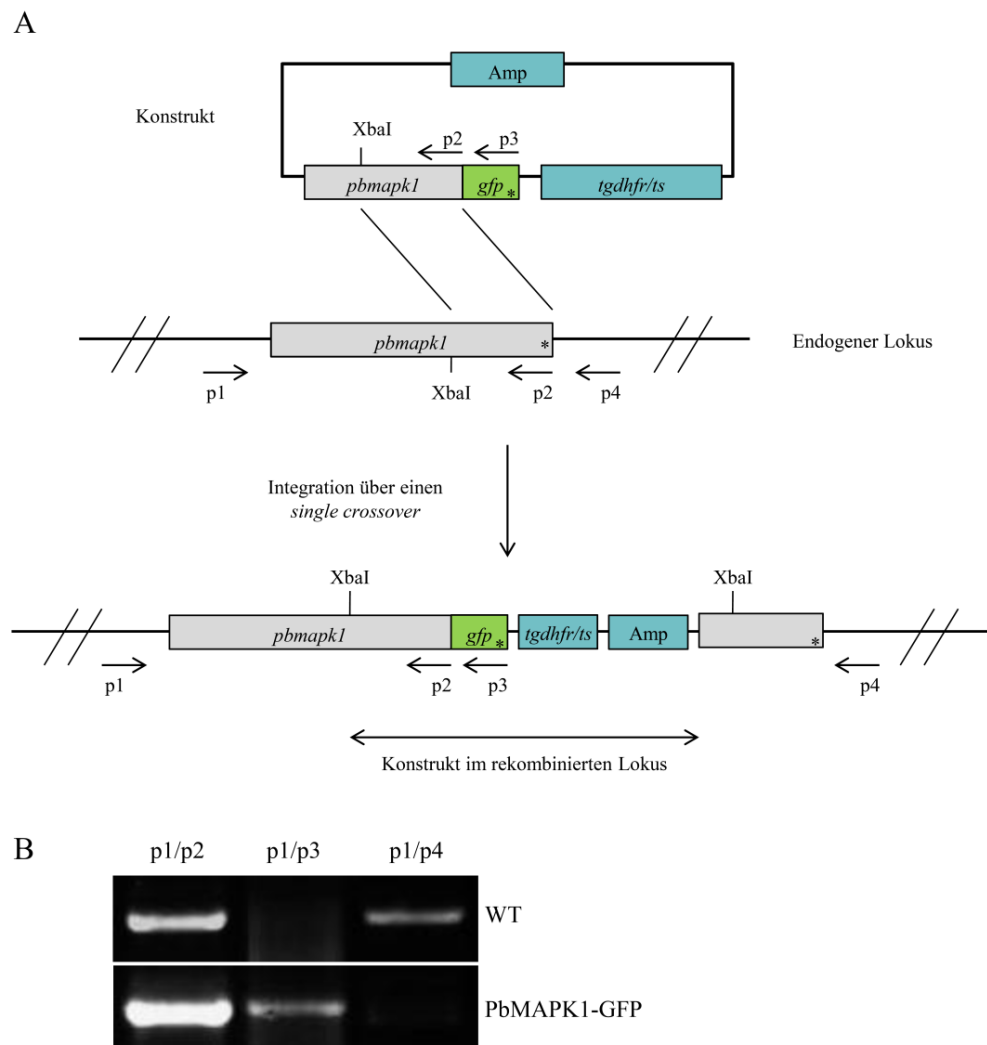 A
Amp
Konstrukt
XbaI
p2
p3
pbmapk1
gfp
*
tgdhfr/ts
pbmapk1
*
Endogener Lokus
p1
XbaI
p2
p4
Integration über einen
single crossover
XbaI
XbaI
pbmapk1
gfp
*
tgdhfr/ts
Amp
*
p1
p2
p3
p4
Konstrukt im rekombinierten Lokus
B
p1/p2
p1/p3
p1/p4
WT
PbMAPK1-GFP